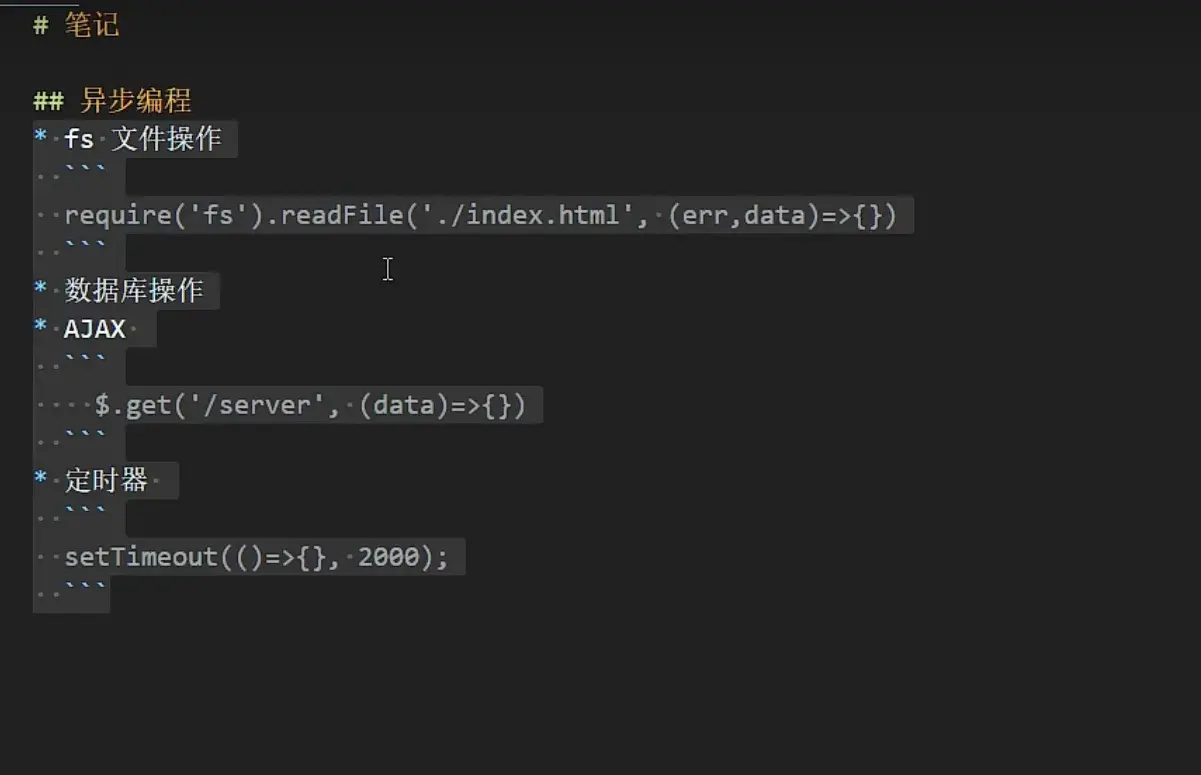 # 笔记
## 异步编程
* fs 文件操作
```
require('fs').readFile('./index.html', (err,data)=>{})
```
* 数据库操作
* AJAX
```
$.get('/server', (data)=>{})
```
* 定时器
```
setTimeout(()=>{}, 2000);
```